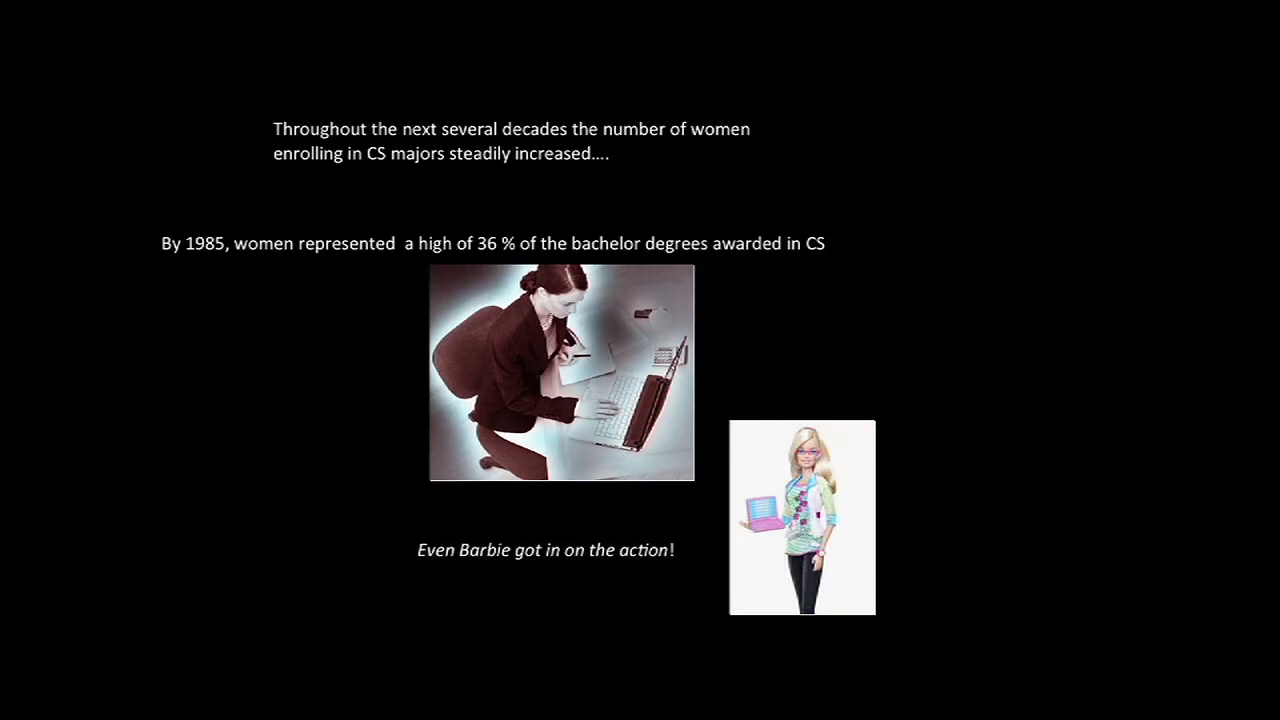 Throughout the next several decades the number of women
enrolling in CS majors steadily increased....
By 1985, women represented  a high of 36 % of the bachelor degrees awarded in CS
Even Barbie got in on the action!